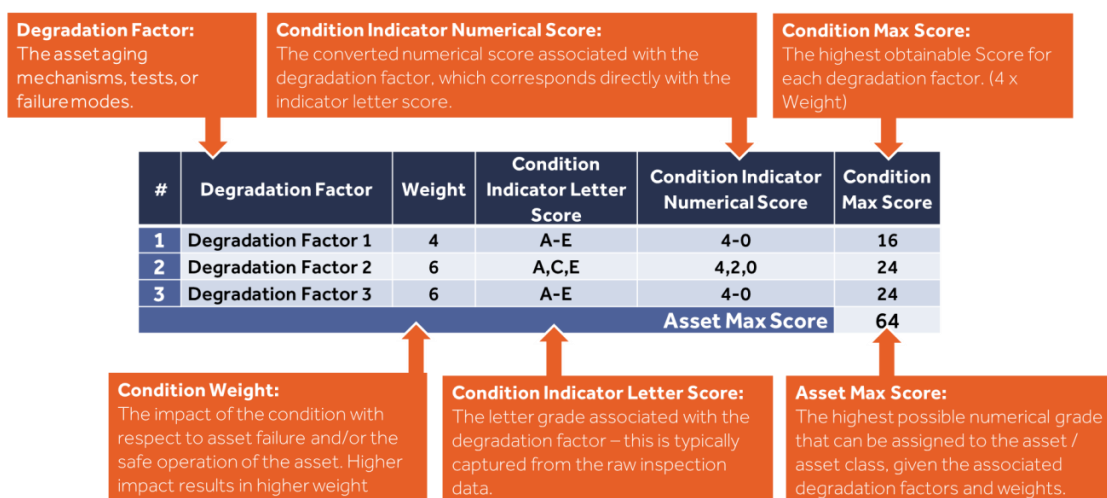 Degradation Factor:
The asset aging
mechanisms, tests, or
failure modes.
Condition Indicator Numerical Score:
The converted numerical score associated with the
degradation factor, which corresponds directly with the
indicator letter score.
Condition Max Score:
The highest obtainable Score for
each degradation factor. (4 x
Weight)
# Degradation Factor Weight Condition Indicator Letter Score Condition Indicator Numerical Score Condition Max Score
1 Degradation Factor 1 4 A-E 4-0 16
2 Degradation Factor 2 6 A,C,E 4,2,0 24
3 Degradation Factor 3 6 A-E 4-0 24
Asset Max Score 64
Condition Weight:
The impact of the condition with
respect to asset failure and/or the
safe operation of the asset. Higher
impact results in higher weight
Condition Indicator Letter Score:
The letter grade associated with the
degradation factor – this is typically
captured from the raw inspection
data.
Asset Max Score:
The highest possible numerical grade
that can be assigned to the asset /
asset class, given the associated
degradation factors and weights.